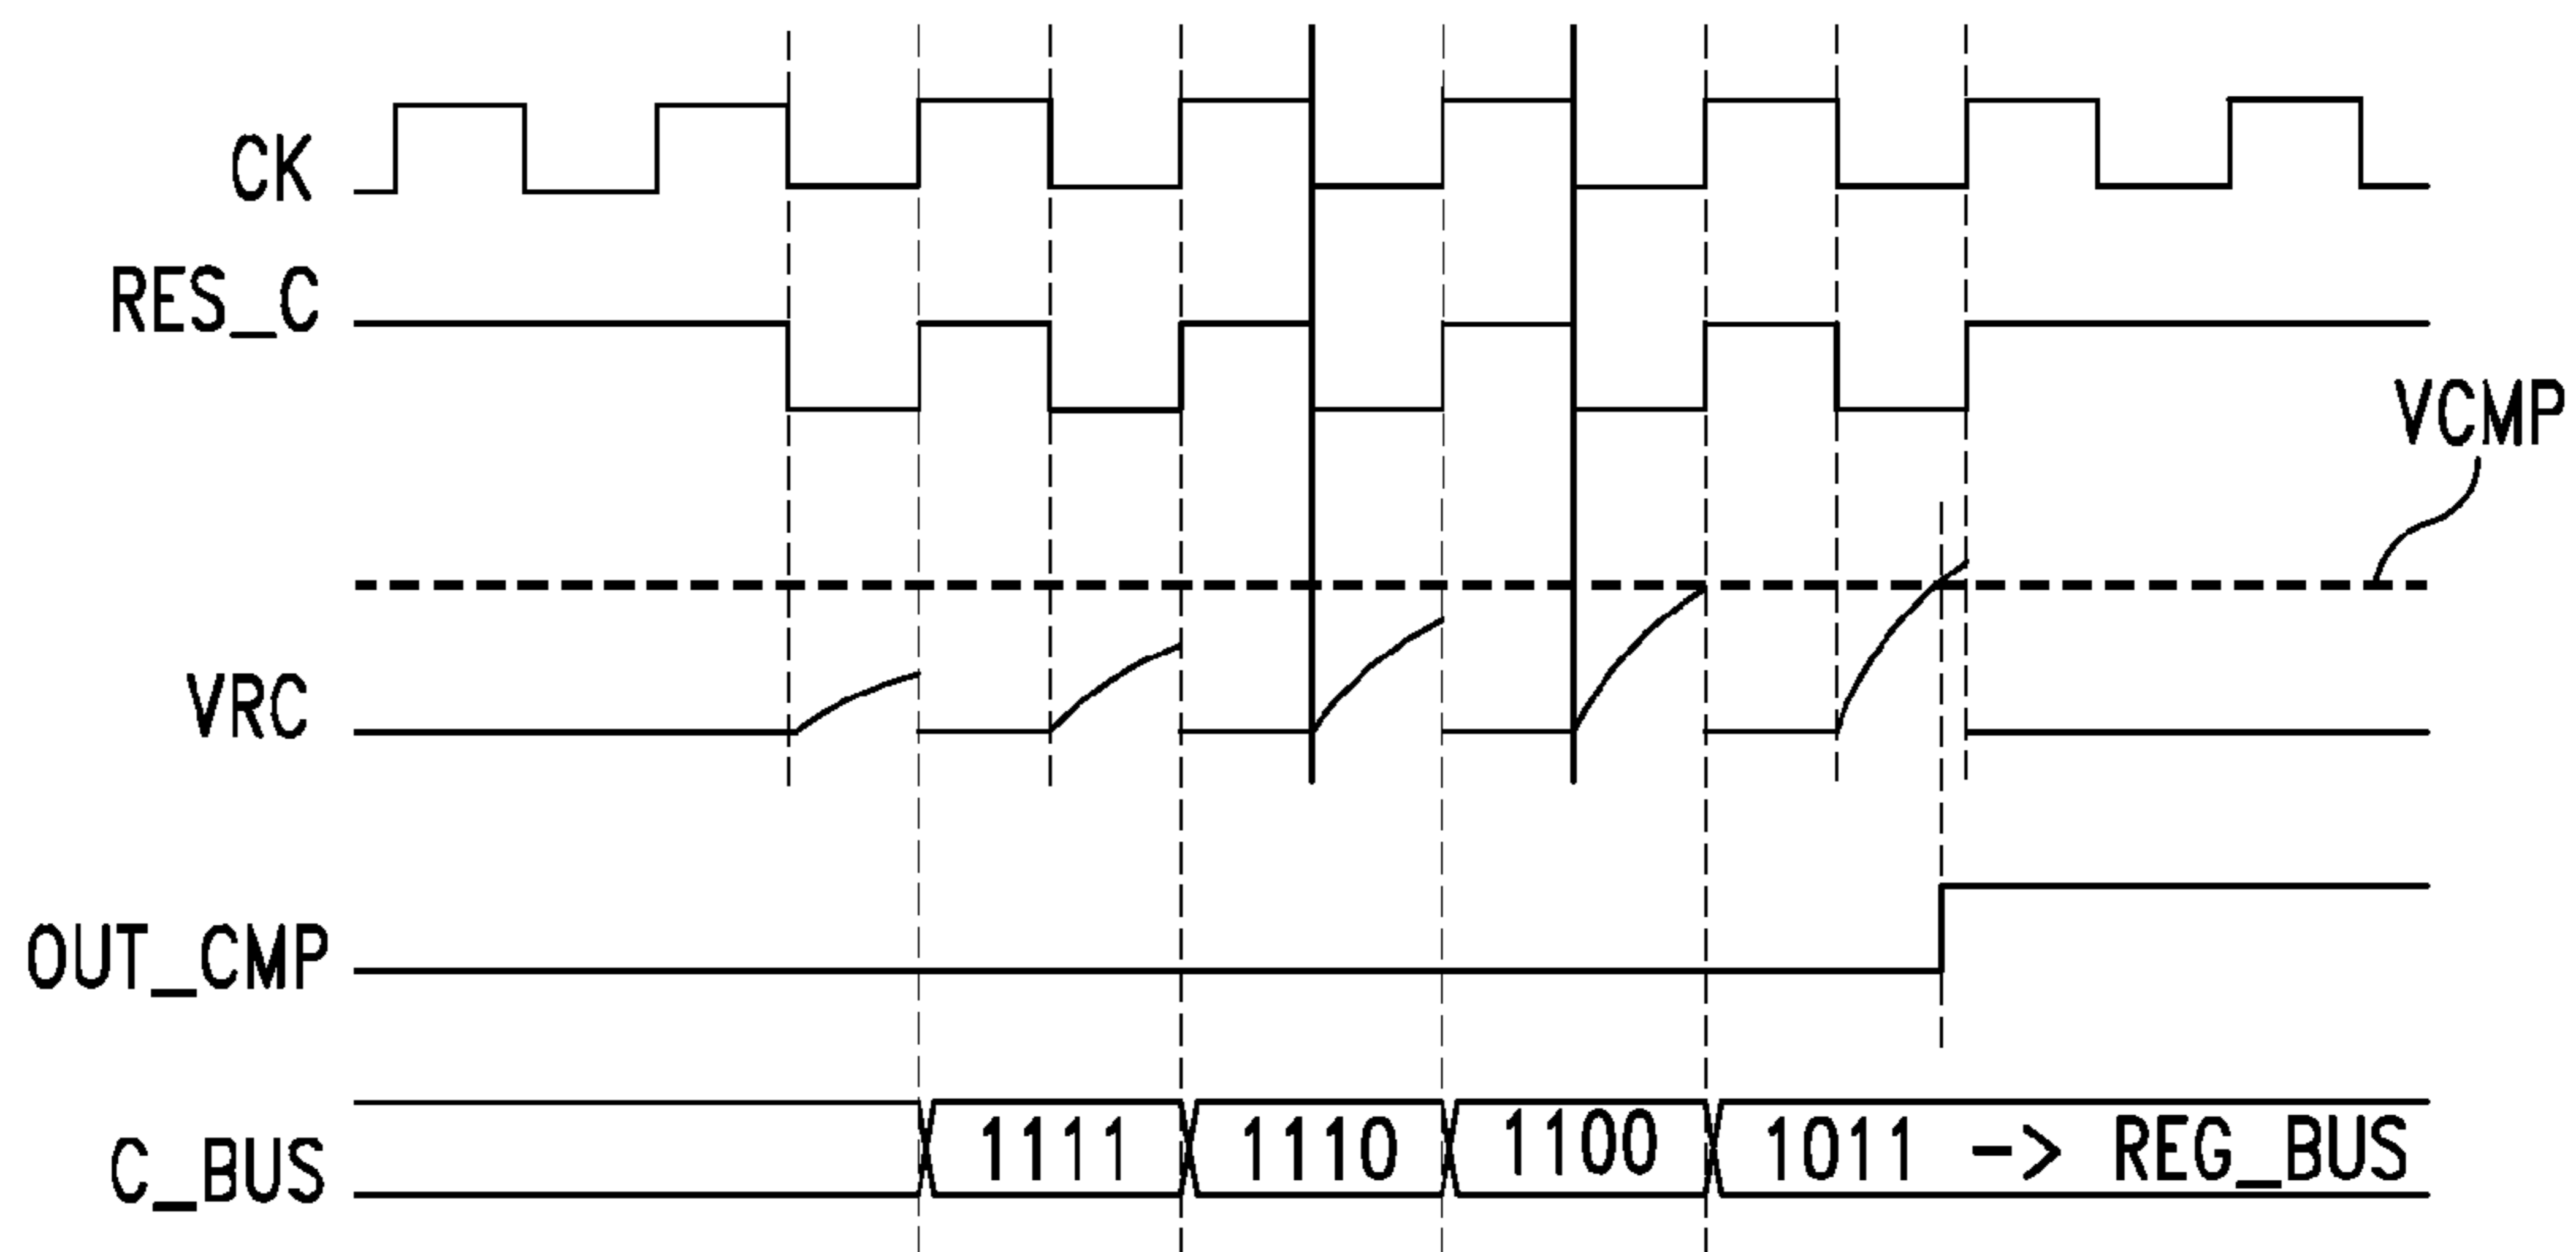 CK
RES_C
VCMP
VRC
OUT_CMP
C_BUS 1111 1110 1100 1011 -> REG_BUS